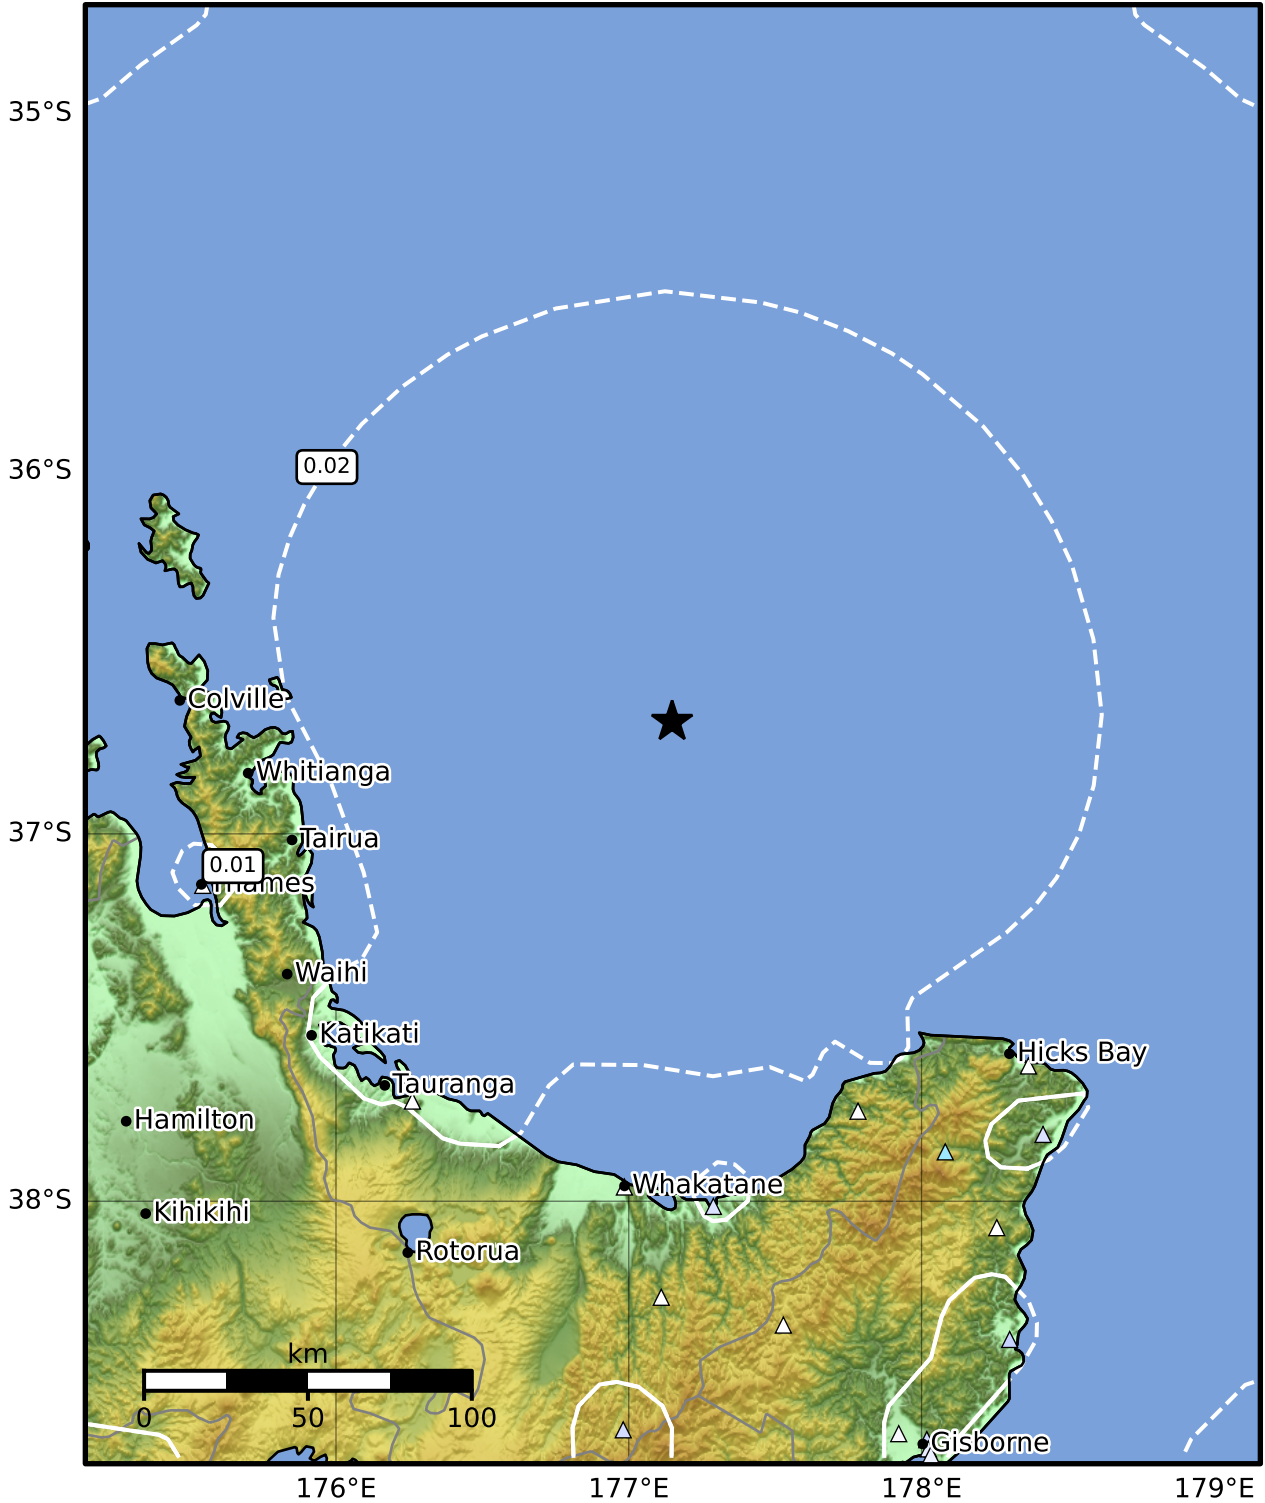 35°S
36°S
0.02
Colville
Whitianga
37°S
Tairua
0.01
Thames
Waihi
Katikati
Hicks Bay
Tauranga
Hamilton
Whakatane
38°S
Kihikihi
Rotorua
km
0 50 100
Gisborne
176°E 177°E 178°E 179°E